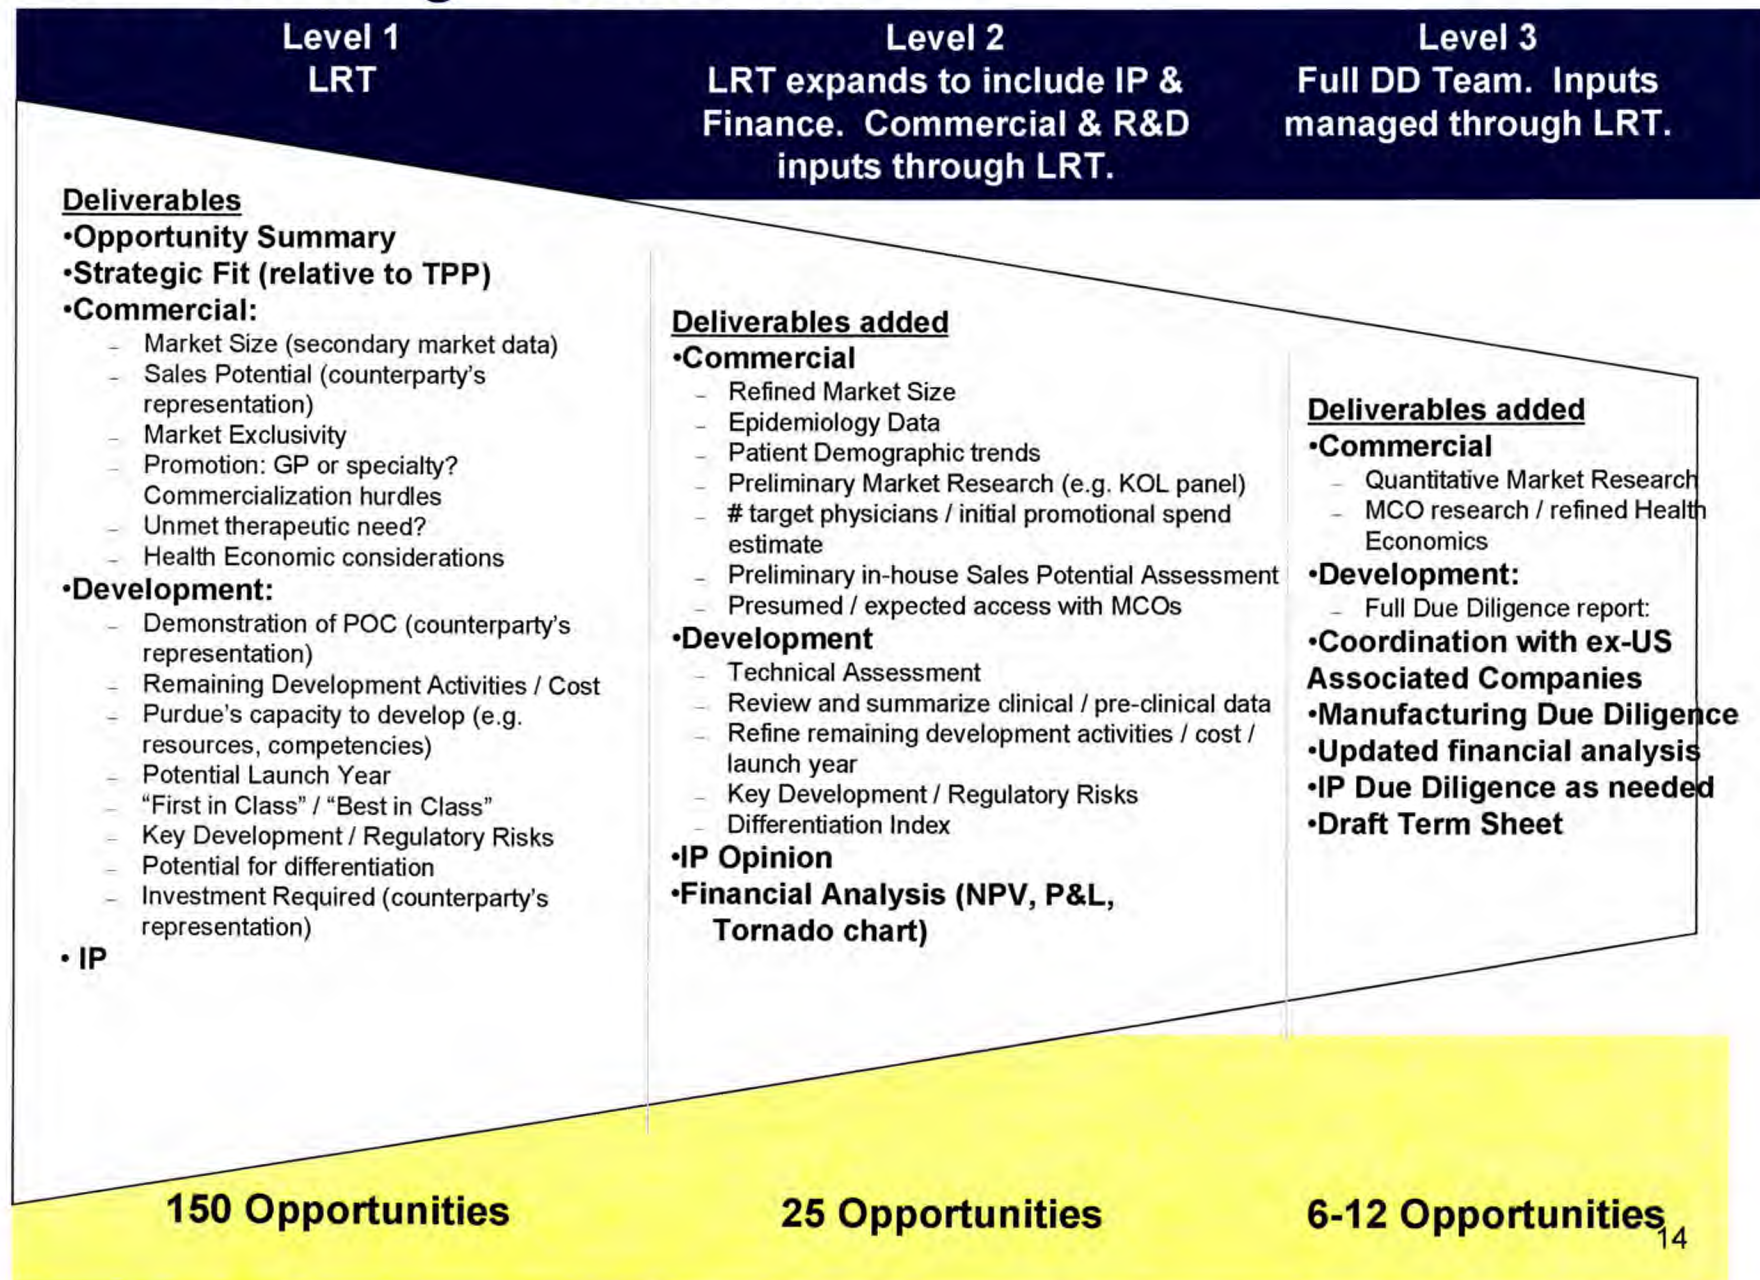 Level 1
LRT
Level 2
LRT expands to include IP &
Finance. Commercial & R&D
inputs through LRT.
Level 3
Full DD Team. Inputs
managed through LRT.
Deliverables
•Opportunity Summary
•Strategic Fit (relative to TPP)
•Commercial:
– Market Size (secondary market data)
– Sales Potential (counterparty's
representation)
– Market Exclusivity
– Promotion: GP or specialty?
Commercialization hurdles
– Unmet therapeutic need?
– Health Economic considerations
•Development:
– Demonstration of POC (counterparty's
representation)
– Remaining Development Activities / Cost
– Purdue's capacity to develop (e.g.
resources, competencies)
– Potential Launch Year
– “First in Class” / “Best in Class”
– Key Development / Regulatory Risks
– Potential for differentiation
– Investment Required (counterparty's
representation)
• IP
Deliverables added
•Commercial
– Refined Market Size
– Epidemiology Data
– Patient Demographic trends
– Preliminary Market Research (e.g. KOL panel)
– # target physicians / initial promotional spend
estimate
– Preliminary in-house Sales Potential Assessment
– Presumed / expected access with MCOs
•Development
– Technical Assessment
– Review and summarize clinical / pre-clinical data
– Refine remaining development activities / cost /
launch year
– Key Development / Regulatory Risks
– Differentiation Index
•IP Opinion
•Financial Analysis (NPV, P&L,
Tornado chart)
Deliverables added
•Commercial
– Quantitative Market Research
– MCO research / refined Health
Economics
•Development:
– Full Due Diligence report:
•Coordination with ex-US
Associated Companies
•Manufacturing Due Diligence
•Updated financial analysis
•IP Due Diligence as needed
•Draft Term Sheet
150 Opportunities
25 Opportunities
6-12 Opportunities
14